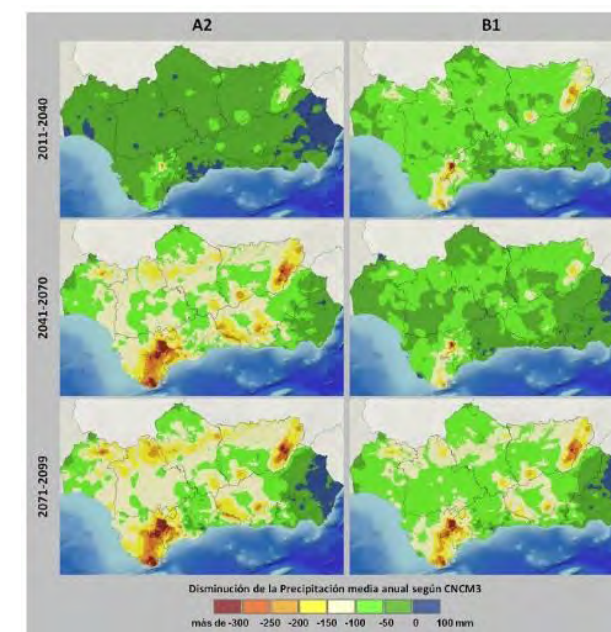 A2 B1
2011-2040
2041-2070
2071-2099
Disminución de la Precipitación media anual según CNCM3
más de -300 -250 -200 -150 -100 -50 0 100 mm